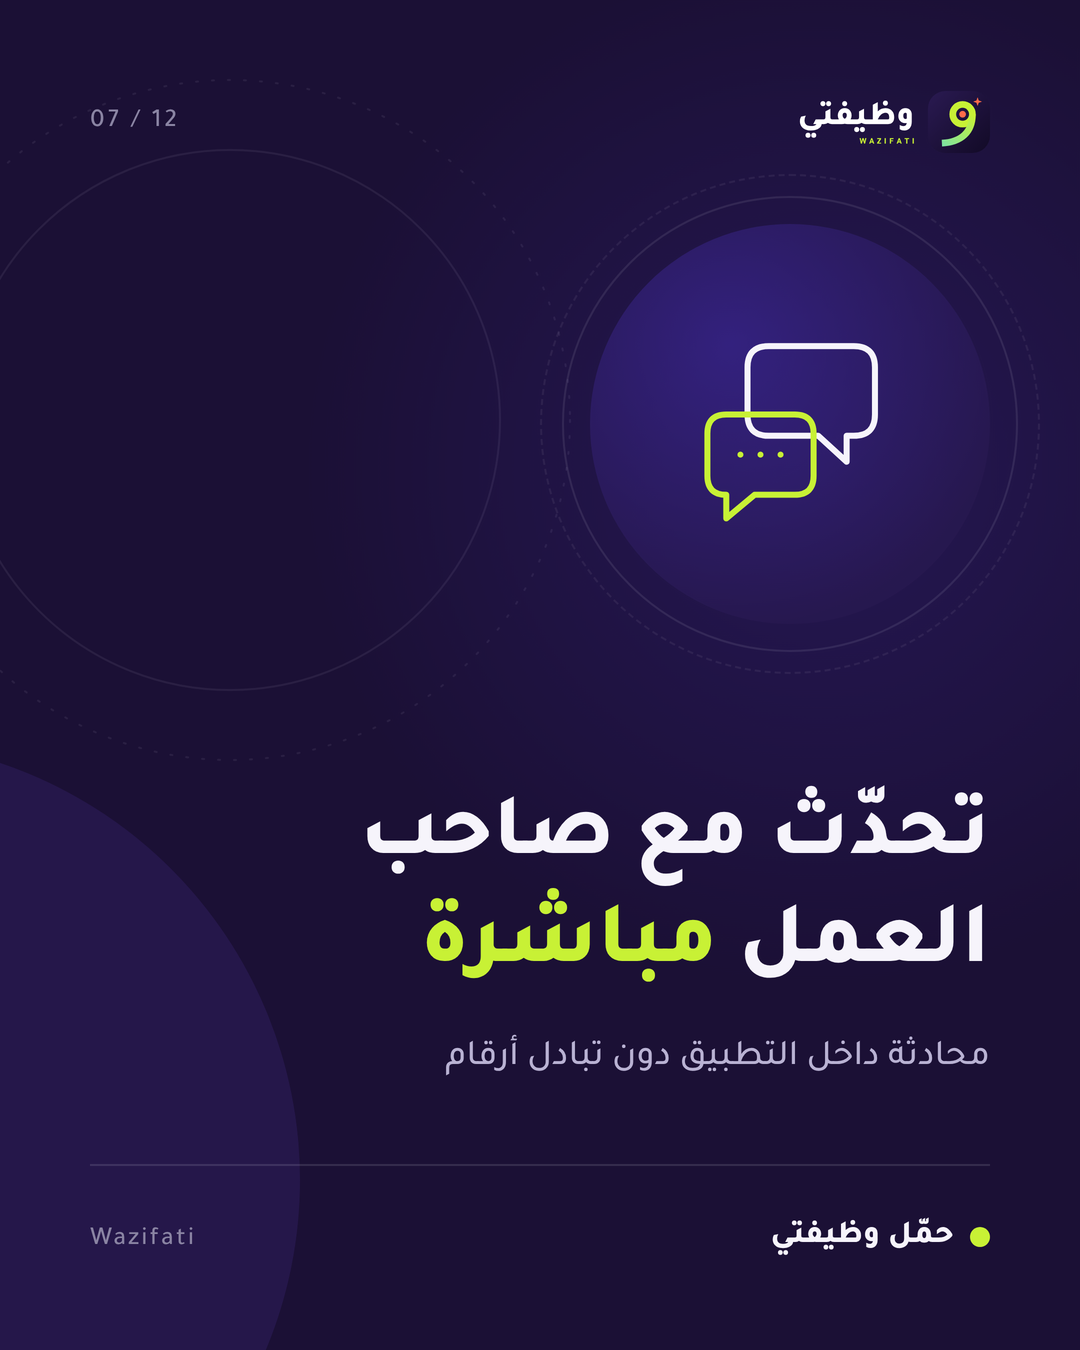 07 / 12
وظيفتي
WAZIFATI
تحدّث مع صاحب
العمل مباشرة
محادثة داخل التطبيق دون تبادل أرقام
حمّل وظيفتي
Wazifati